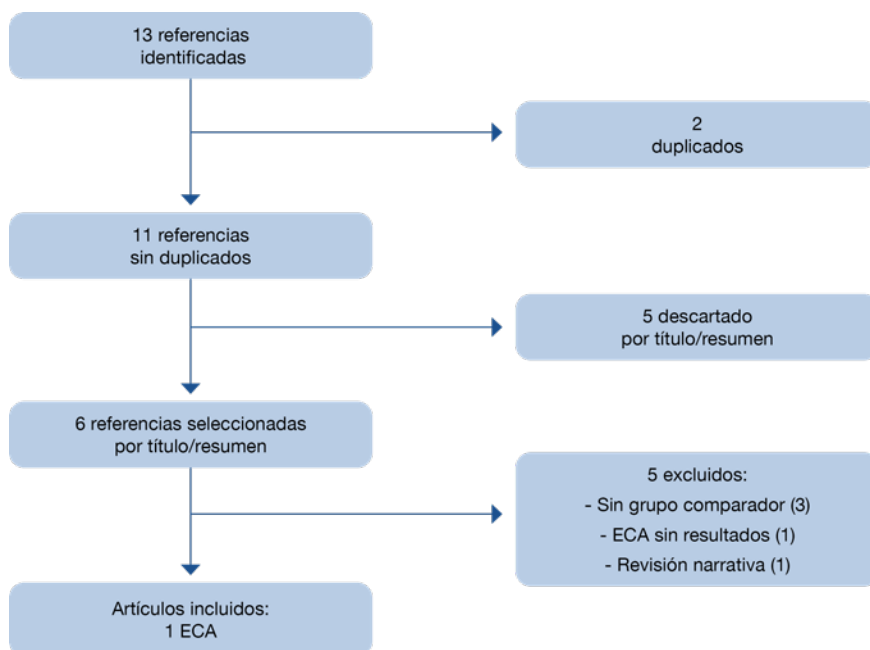 13 referencias
identificadas
2
duplicados
11 referencias
sin duplicados
5 descartado
por título/resumen
6 referencias seleccionadas
por título/resumen
5 excluidos:
- Sin grupo comparador (3)
- ECA sin resultados (1)
- Revisión narrativa (1)
Artículos incluidos:
1 ECA